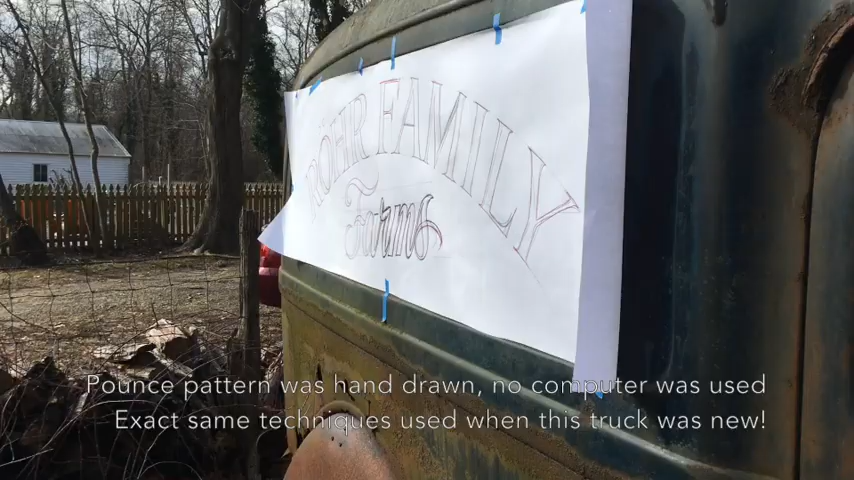 ROHR FAMILY
Farms
Pounce pattern was hand drawn, no computer was used
Exact same techniques used when this truck was new!